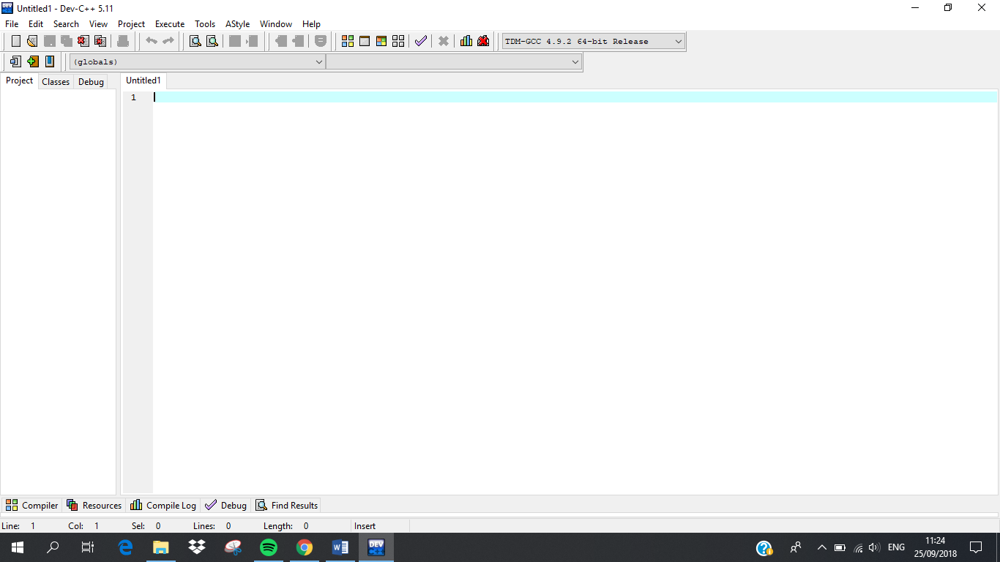 Untitled1 - Dev-C++ 5.11
File Edit Search View Project Execute Tools AStyle Window Help
TDM-GCC 4.9.2 64-bit Release
(globals)
Project Classes Debug Untitled1
1
Compiler Resources Compile Log Debug Find Results
Line: 1 Col: 1 Sel: 0 Lines: 0 Length: 0 Insert
DEV
ENG
11:24
25/09/2018